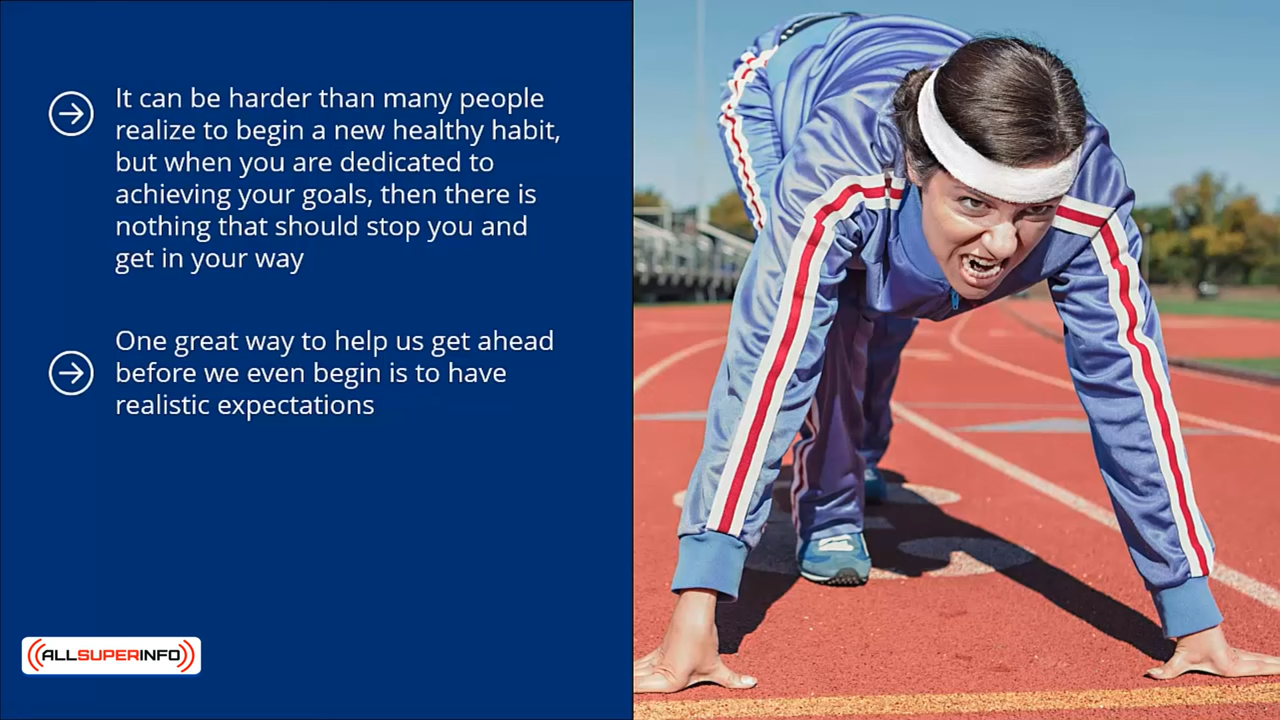 It can be harder than many people
realize to begin a new healthy habit,
but when you are dedicated to
achieving your goals, then there is
nothing that should stop you and
get in your way
One great way to help us get ahead
before we even begin is to have
realistic expectations
ALLSUPERINFO